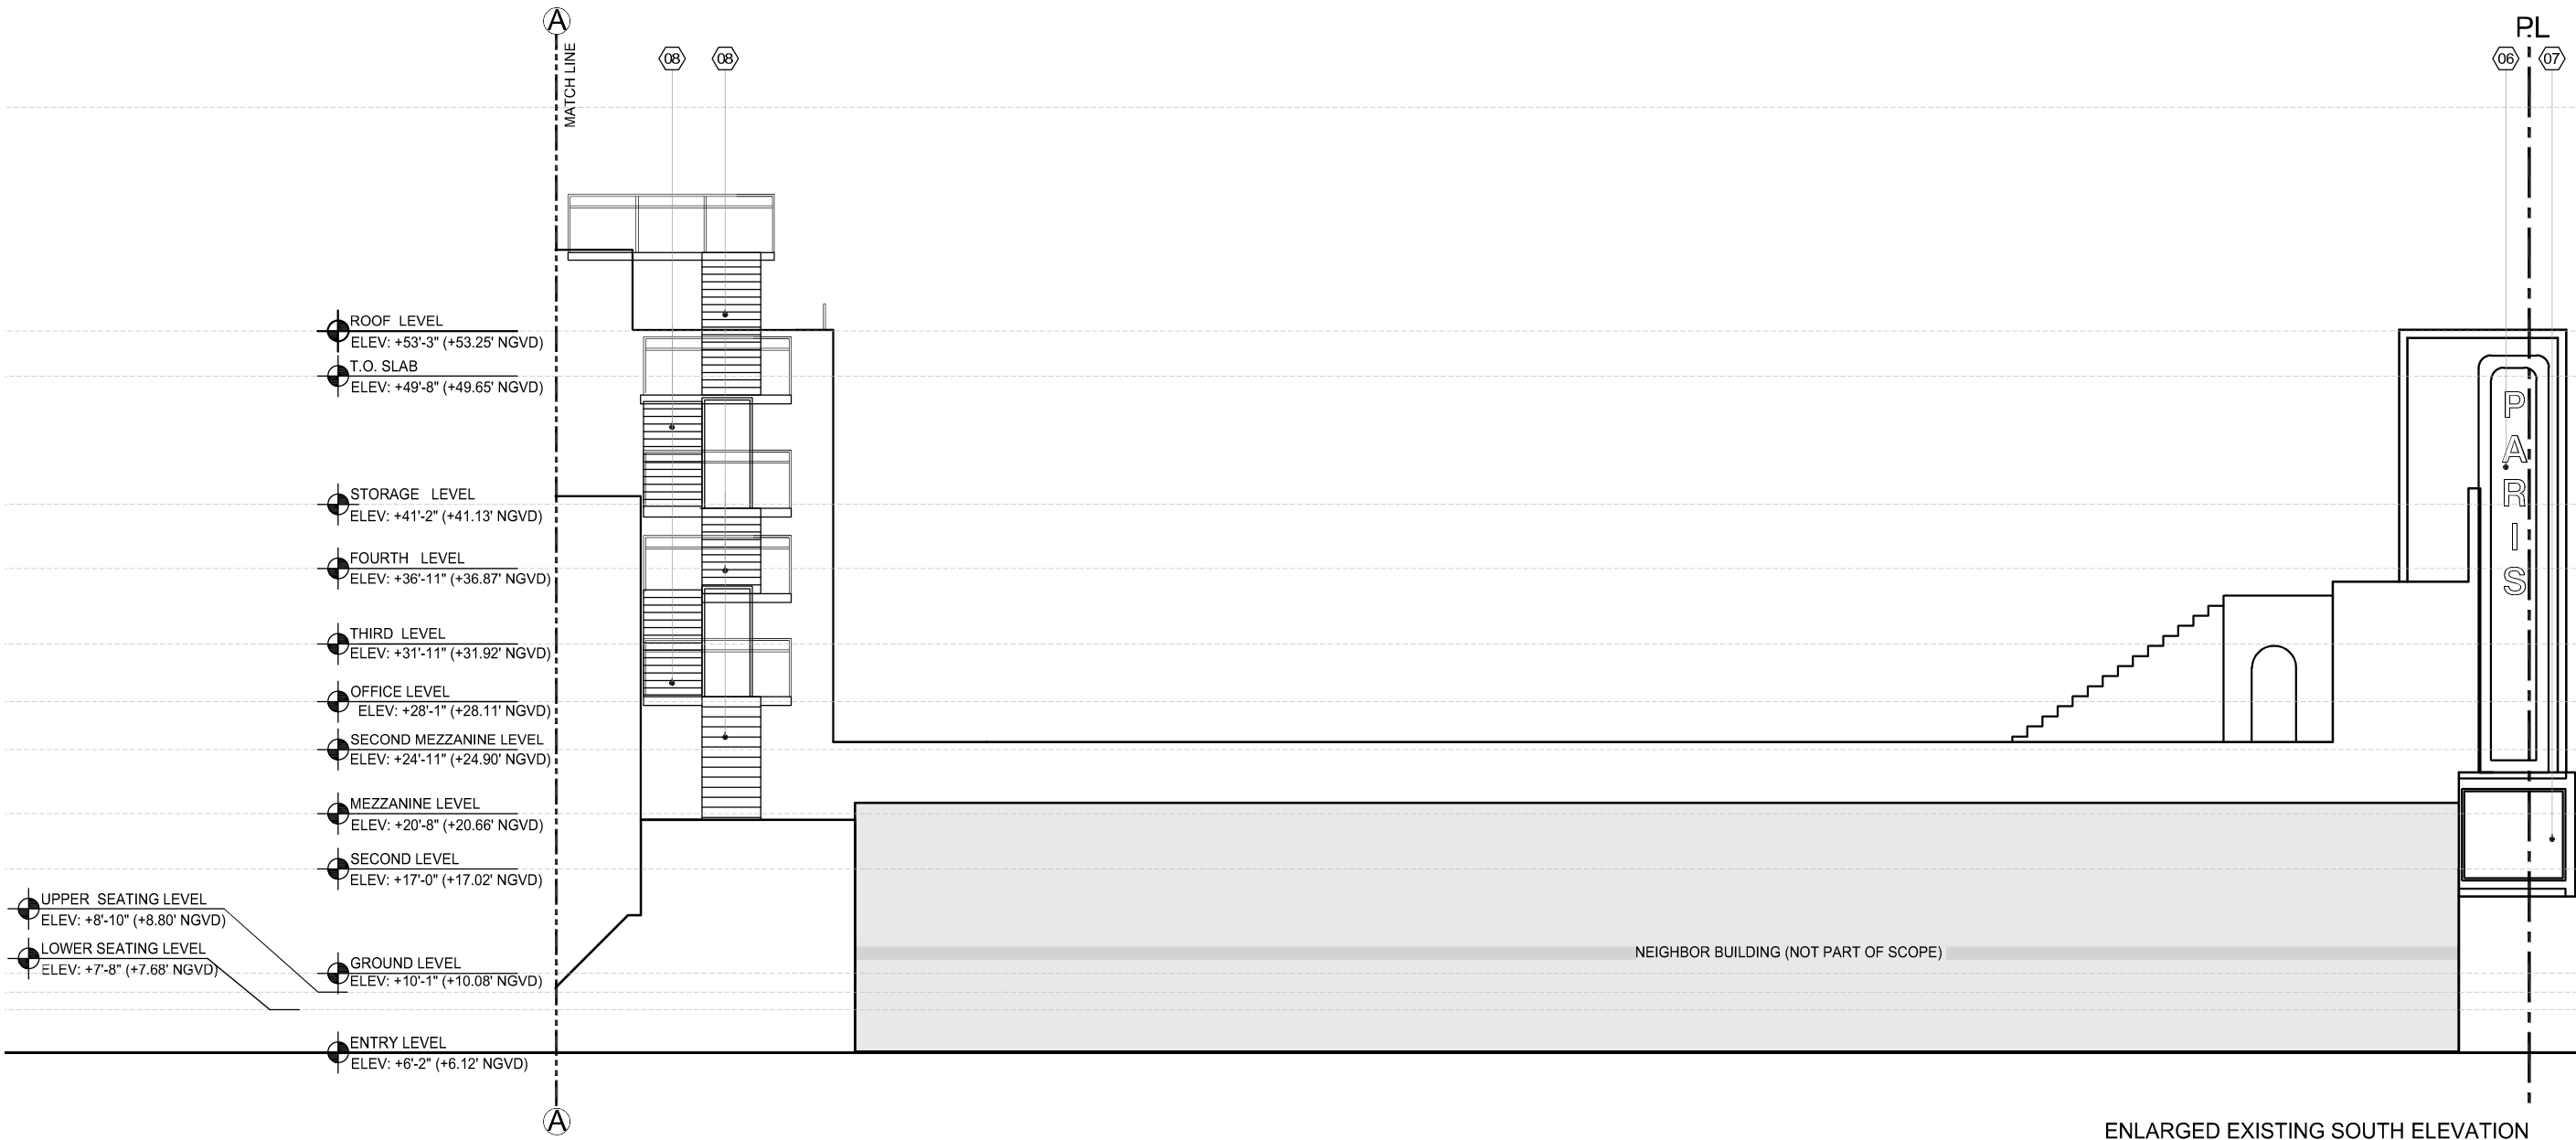 A
PL
MATCH LINE
08
08
06
07
ROOF LEVEL
ELEV: +53'-3" (+53.25' NGVD)
T.O. SLAB
ELEV: +49'-8" (+49.65' NGVD)
STORAGE LEVEL
ELEV: +41'-2" (+41.13' NGVD)
FOURTH LEVEL
ELEV: +36'-11" (+36.87' NGVD)
THIRD LEVEL
ELEV: +31'-11" (+31.92' NGVD)
OFFICE LEVEL
ELEV: +28'-1" (+28.11' NGVD)
SECOND MEZZANINE LEVEL
ELEV: +24'-11" (+24.90' NGVD)
MEZZANINE LEVEL
ELEV: +20'-8" (+20.66' NGVD)
SECOND LEVEL
ELEV: +17'-0" (+17.02' NGVD)
UPPER SEATING LEVEL
ELEV: +8'-10" (+8.80' NGVD)
LOWER SEATING LEVEL
ELEV: +7'-8" (+7.68' NGVD)
GROUND LEVEL
ELEV: +10'-1" (+10.08' NGVD)
ENTRY LEVEL
ELEV: +6'-2" (+6.12' NGVD)
P
A
R
I
S
NEIGHBOR BUILDING (NOT PART OF SCOPE)
A
ENLARGED EXISTING SOUTH ELEVATION